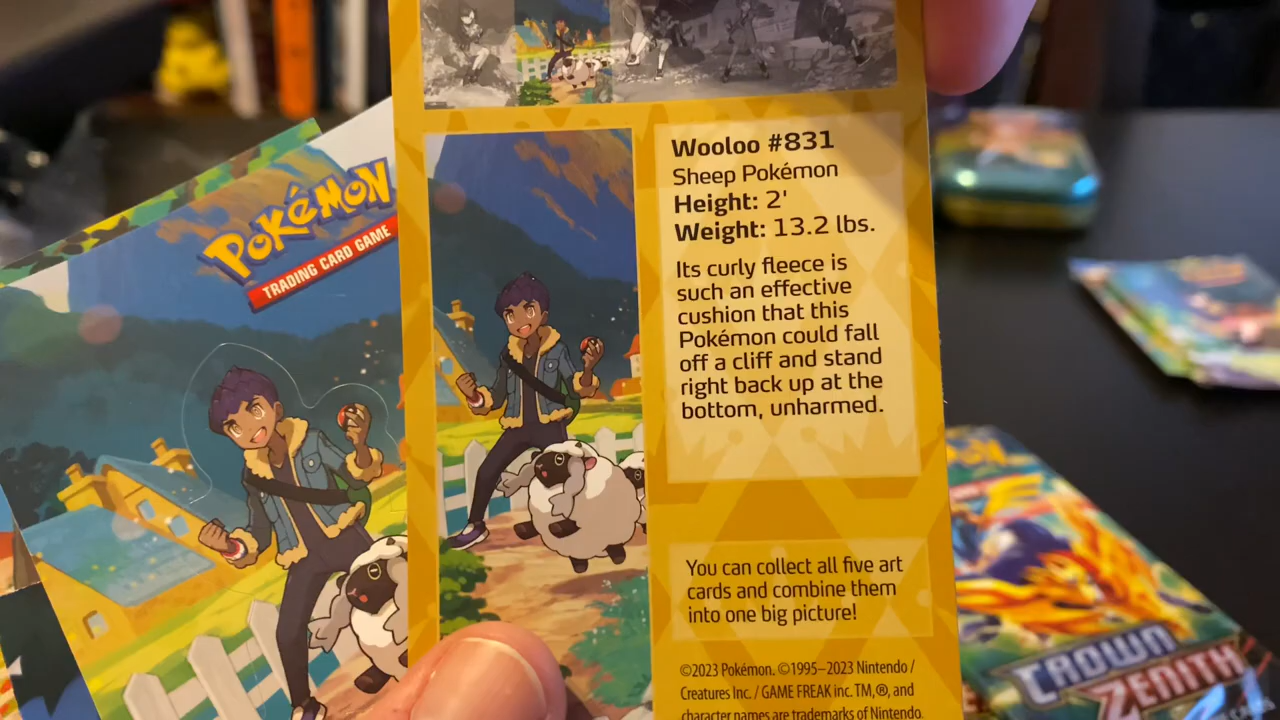 Pokémon
TRADING CARD GAME
Wooloo #831
Sheep Pokémon
Height: 2'
Weight: 13.2 lbs.
Its curly fleece is
such an effective
cushion that this
Pokémon could fall
off a cliff and stand
right back up at the
bottom, unharmed.
You can collect all five art
cards and combine them
into one big picture!
©2023 Pokémon. ©1995–2023 Nintendo /
Creatures Inc. / GAME FREAK inc. TM,®, and
character names are trademarks of Nintendo.
CROWN
ZENITH